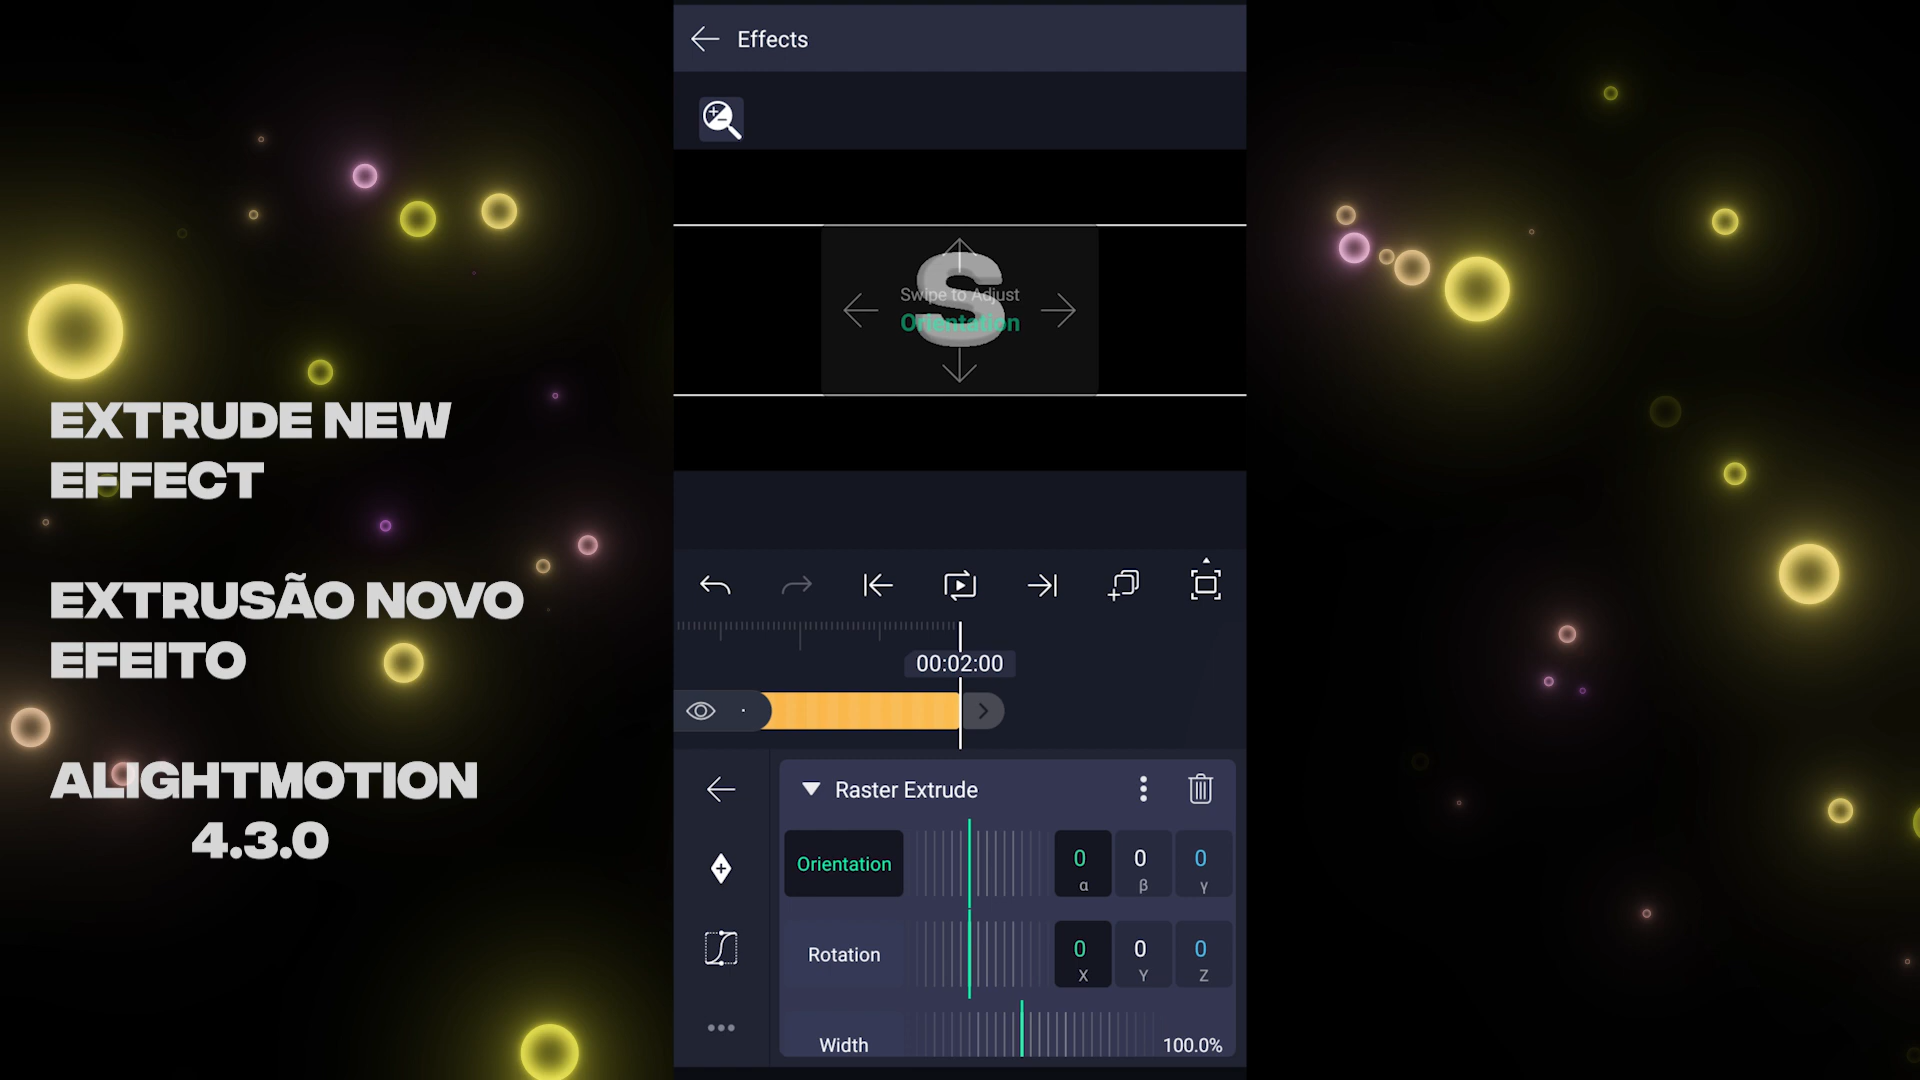 EXTRUDE NEW
EFFECT
EXTRUSÃO NOVO
EFEITO
ALIGHTMOTION
4.3.0
Effects
S
Swipe to Adjust
Orientation
00:02:00
Raster Extrude
Orientation
0 0 0
α β γ
Rotation
0 0 0
X Y Z
Width 100.0%